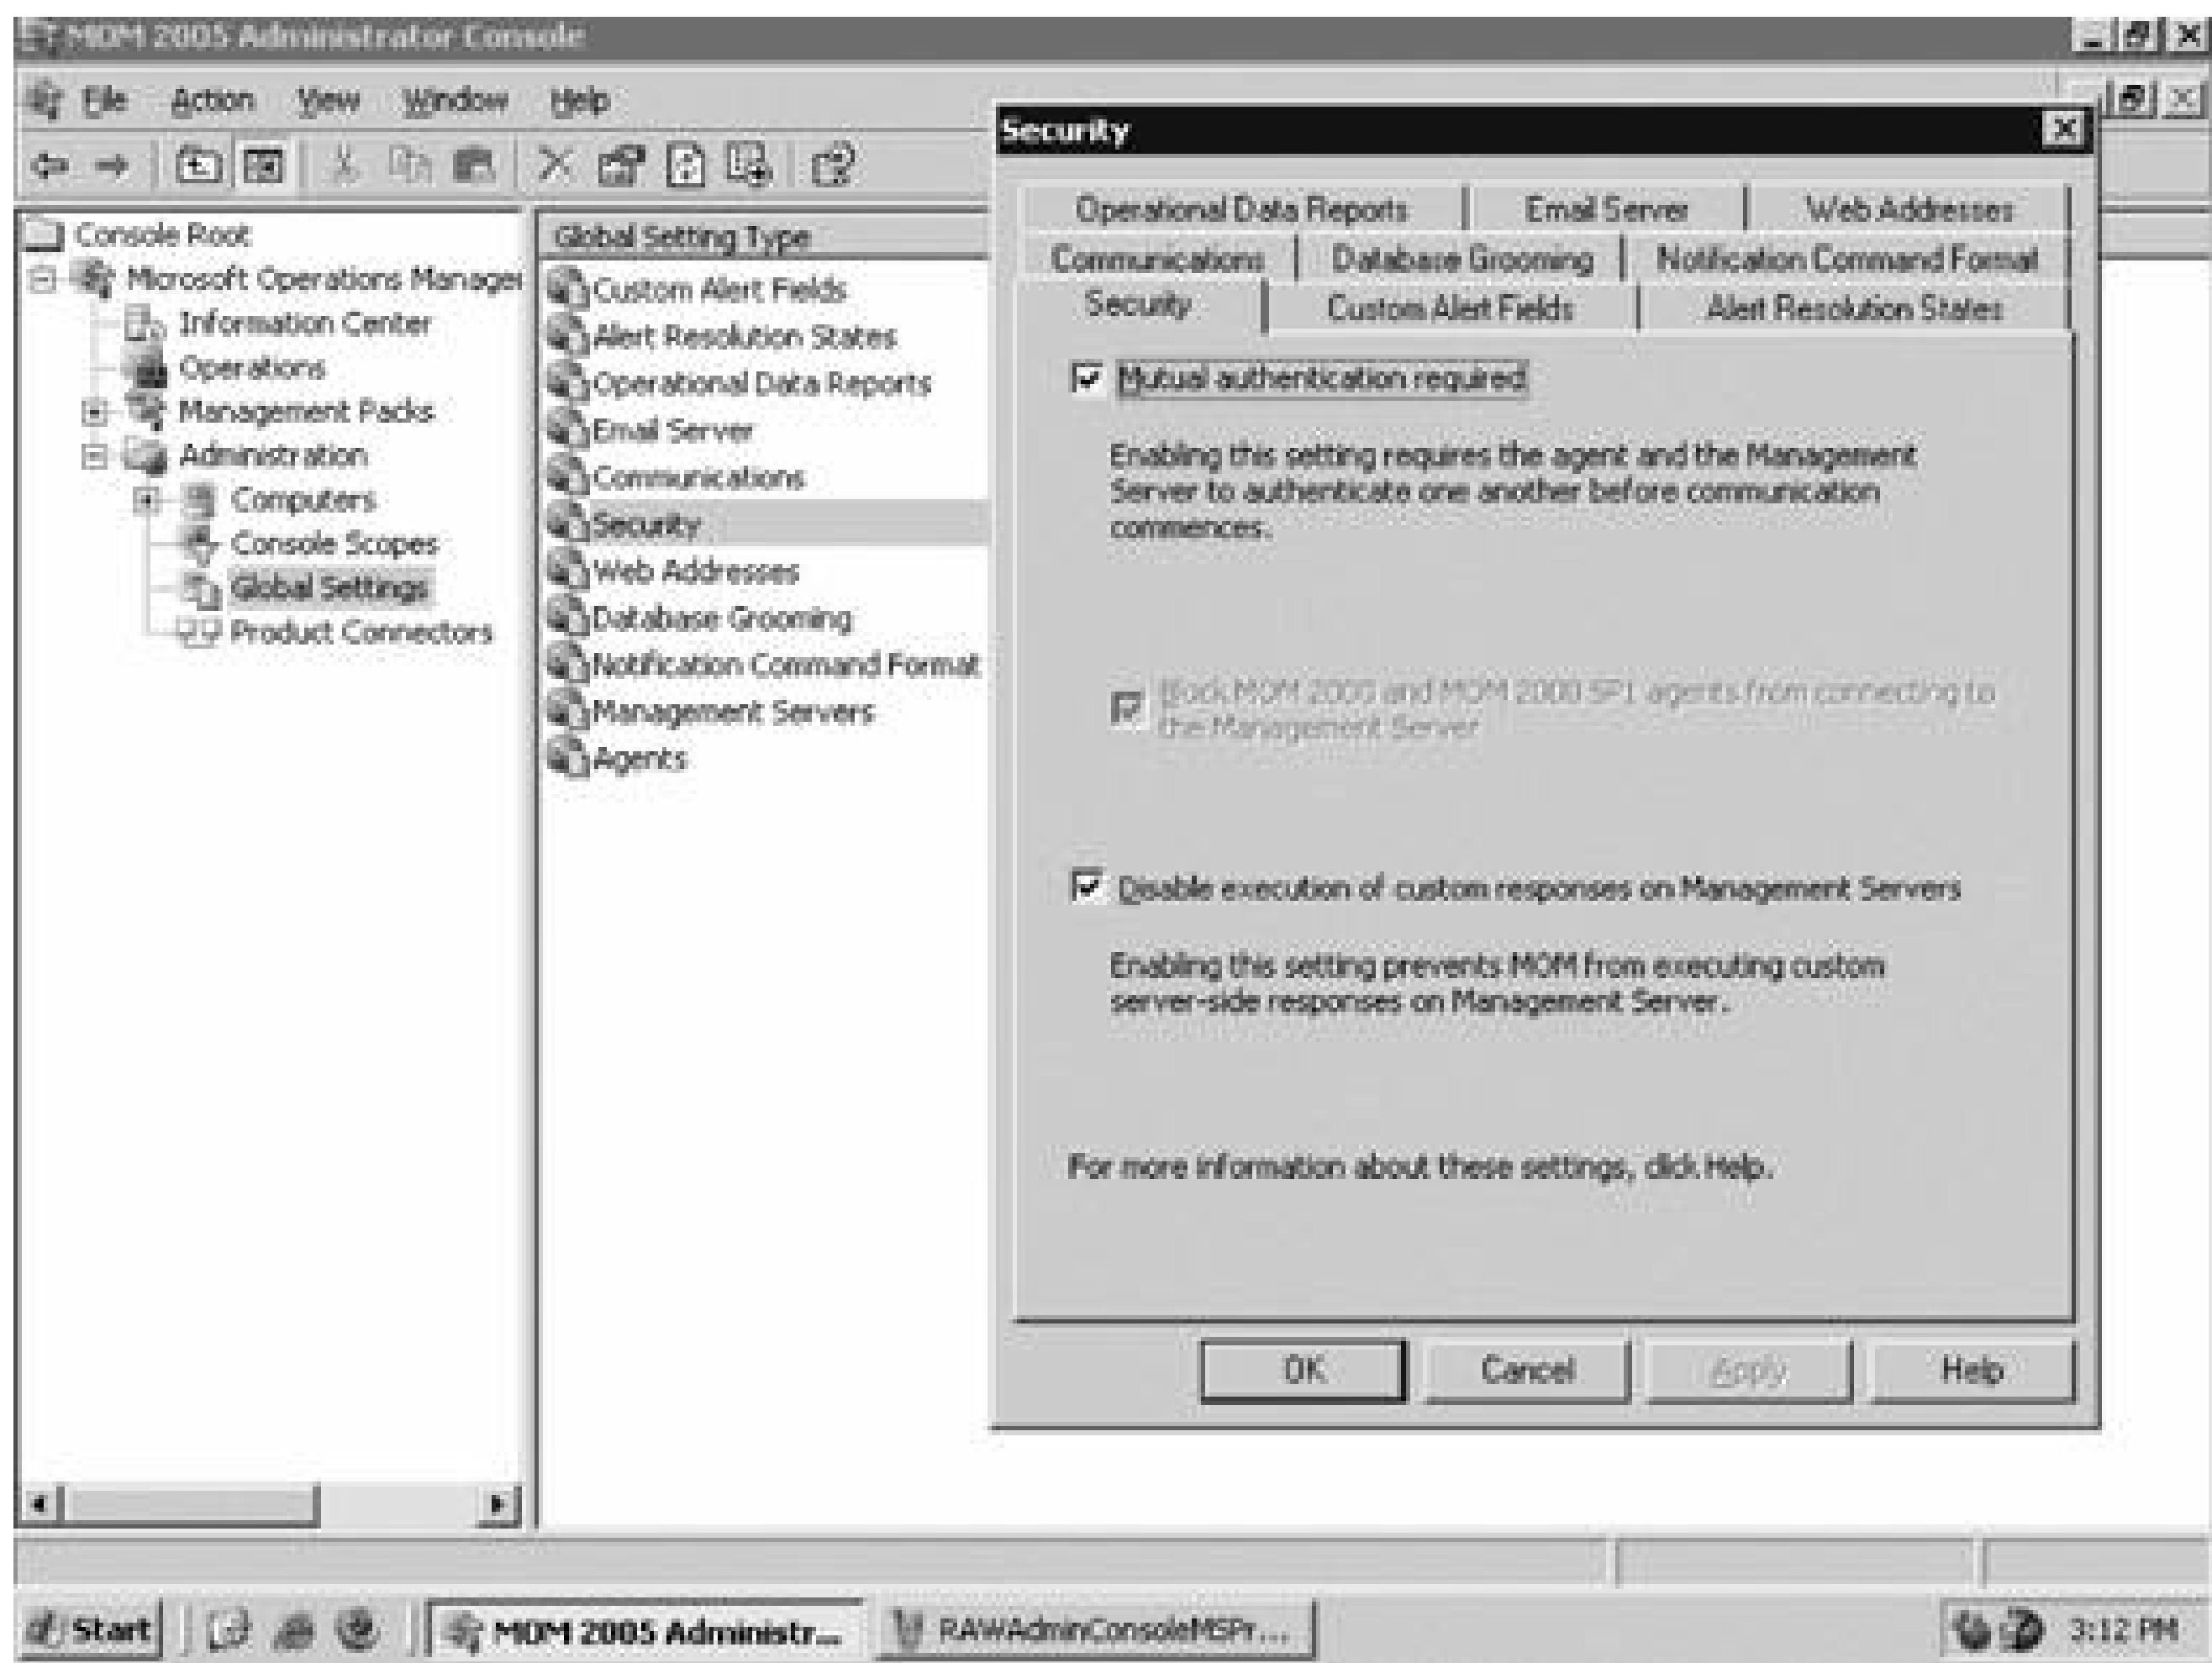 MOM 2005 Administrator Console
File Action View Window Help
Console Root
Microsoft Operations Manager
Information Center
Operations
Management Packs
Administration
Computers
Console Scopes
Global Settings
Product Connectors
Global Setting Type
Custom Alert Fields
Alert Resolution States
Operational Data Reports
Email Server
Communications
Security
Web Addresses
Database Grooming
Notification Command Format
Management Servers
Agents
Security
Operational Data Reports Email Server Web Addresses
Communications Database Grooming Notification Command Format
Security Custom Alert Fields Alert Resolution States
Mutual authentication required
Enabling this setting requires the agent and the Management
Server to authenticate one another before communication
commences.
Block MOM 2000 and MOM 2000 SP1 agents from connecting to
the Management Server
Disable execution of custom responses on Management Servers
Enabling this setting prevents MOM from executing custom
server-side responses on Management Server.
For more information about these settings, click Help.
OK Cancel Apply Help
Start MOM 2005 Administr... RAWAdminConsoleMSPr... 3:12 PM